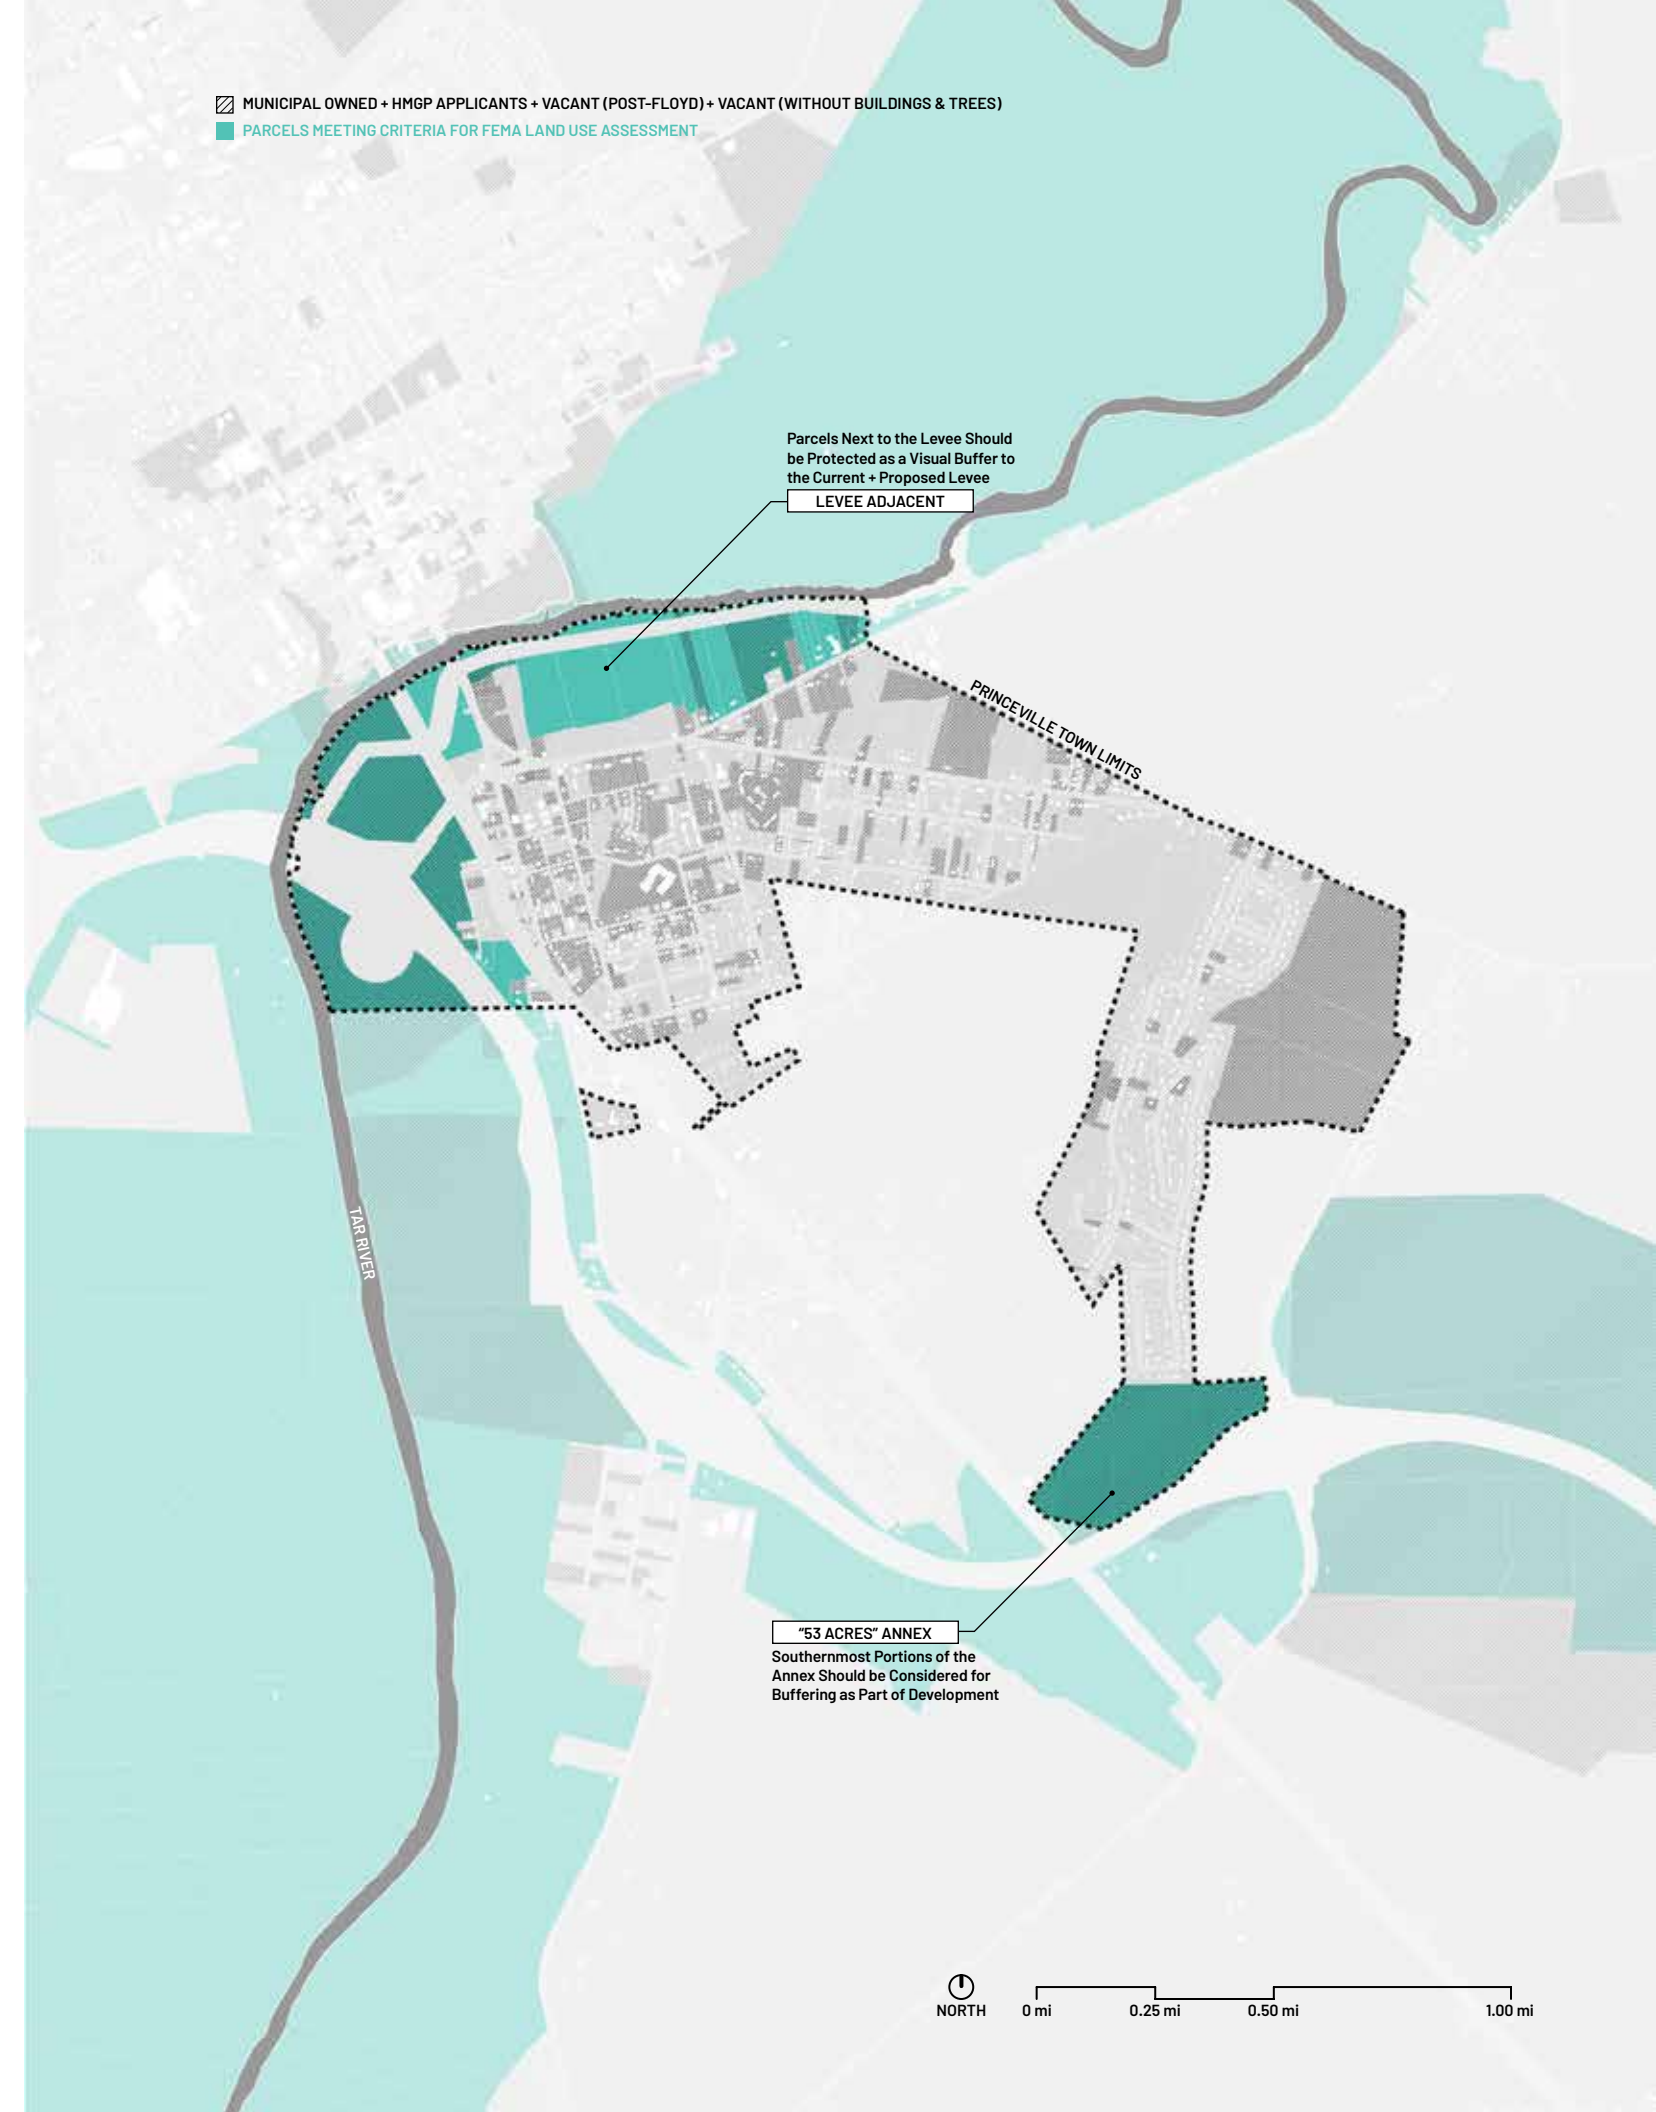 MUNICIPAL OWNED + HMGP APPLICANTS + VACANT (POST-FLOYD) + VACANT (WITHOUT BUILDINGS & TREES)
PARCELS MEETING CRITERIA FOR FEMA LAND USE ASSESSMENT
Parcels Next to the Levee Should
be Protected as a Visual Buffer to
the Current + Proposed Levee
LEVEE ADJACENT
PRINCEVILLE TOWN LIMITS
TAR RIVER
"53 ACRES" ANNEX
Southernmost Portions of the
Annex Should be Considered for
Buffering as Part of Development
NORTH
0 mi
0.25 mi
0.50 mi
1.00 mi